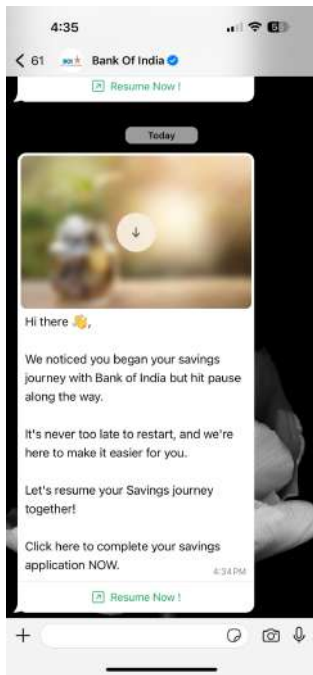 4:35
61
BOI
Bank Of India
Resume Now !
Today
Hi there 👋,
We noticed you began your savings
journey with Bank of India but hit pause
along the way.
It's never too late to restart, and we're
here to make it easier for you.
Let's resume your Savings journey
together!
Click here to complete your savings
application NOW.
4:34 PM
Resume Now !